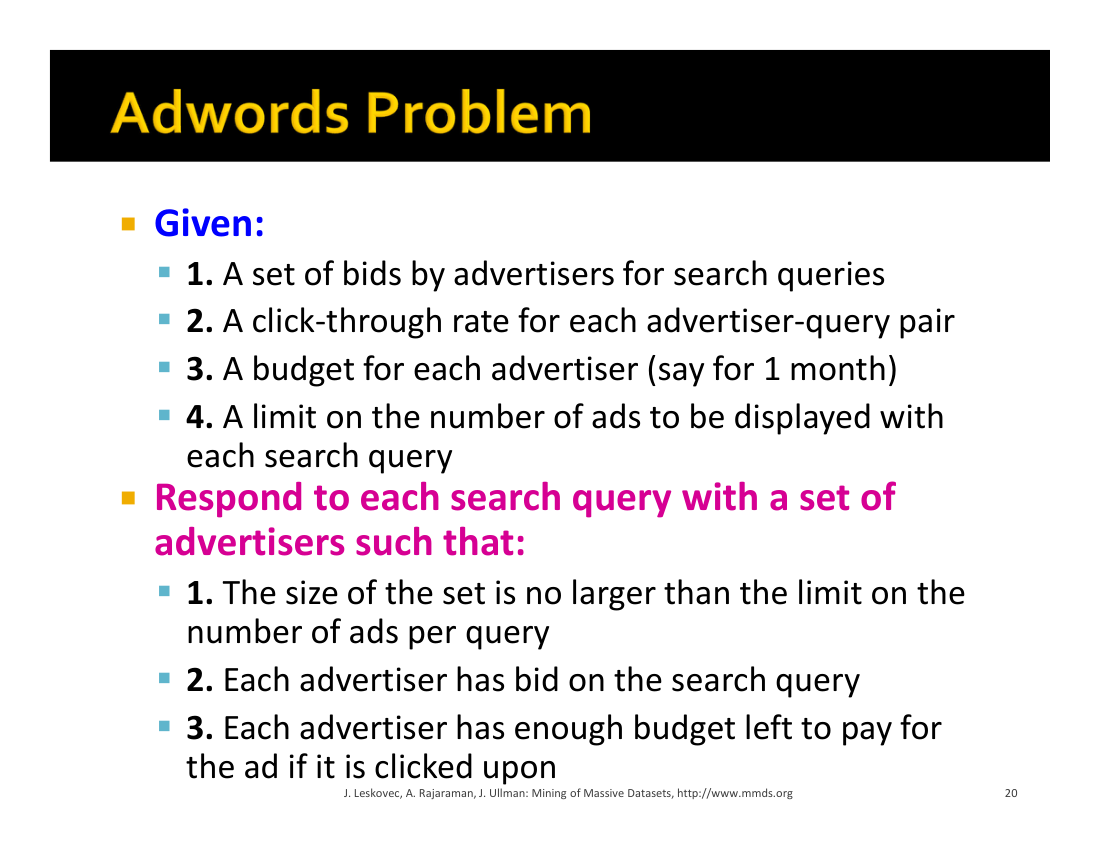 Adwords Problem
Given:
1. A set of bids by advertisers for search queries
2. A click-through rate for each advertiser-query pair
3. A budget for each advertiser (say for 1 month)
4. A limit on the number of ads to be displayed with
each search query
Respond to each search query with a set of
advertisers such that:
1. The size of the set is no larger than the limit on the
number of ads per query
2. Each advertiser has bid on the search query
3. Each advertiser has enough budget left to pay for
the ad if it is clicked upon
J. Leskovec, A. Rajaraman, J. Ullman: Mining of Massive Datasets, http://www.mmds.org
20